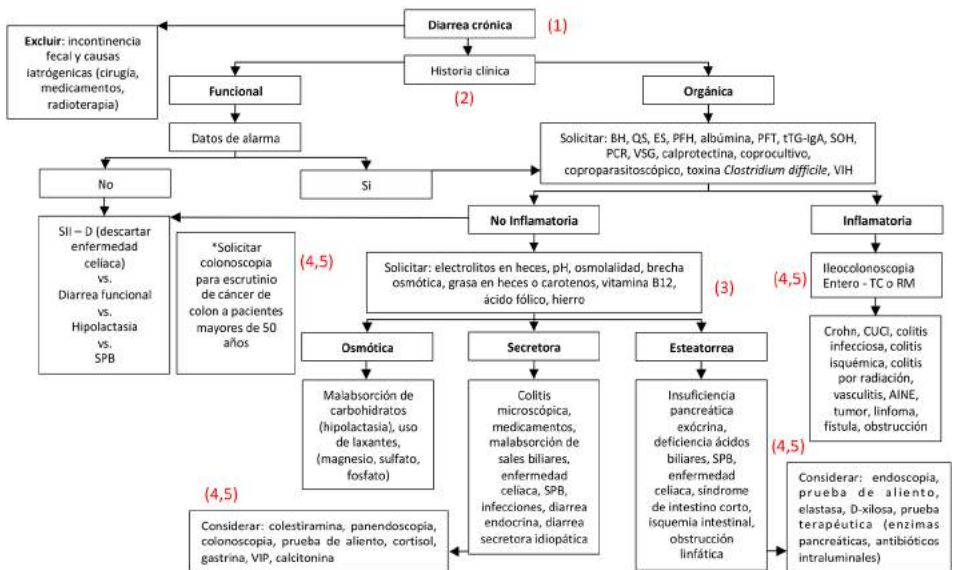 Diarrea crónica
(1)
Excluir: incontinencia
fecal y causas
iatrógenicas (cirugía,
medicamentos,
radioterapia)
Historia clínica
(2)
Funcional
Orgánica
Datos de alarma
Solicitar: BH, QS, ES, PFH, albúmina, PFT, tTG-IgA, SOH,
PCR, VSG, calprotectina, coprocultivo,
coproparasitoscópico, toxina Clostridium difficile, VIH
No
Si
No Inflamatoria
Inflamatoria
SII – D (descartar
enfermedad
celíaca)
vs.
Diarrea funcional
vs.
Hipolactasia
vs.
SPB
*Solicitar
colonoscopia
para escrutinio
de cáncer de
colon a pacientes
mayores de 50
años
(4,5)
Solicitar: electrolitos en heces, pH, osmolalidad, brecha
osmótica, grasa en heces o carotenos, vitamina B12,
ácido fólico, hierro
(3)
(4,5)
Ileocolonoscopia
Entero - TC o RM
Osmótica
Secretora
Esteatorrea
Crohn, CUCI, colitis
infecciosa, colitis
isquémica, colitis
por radiación,
vasculitis, AINE,
tumor, linfoma,
fístula, obstrucción
Malabsorción de
carbohidratos
(hipolactasia), uso
de laxantes,
(magnesio, sulfato,
fosfato)
Colitis
microscópica,
medicamentos,
malabsorción de
sales biliares,
enfermedad
celíaca, SPB,
infecciones, diarrea
endocrina, diarrea
secretora idiopática
Insuficiencia
pancreática
exócrina,
deficiencia ácidos
biliares, SPB,
enfermedad
celiaca, síndrome
de intestino corto,
isquemia intestinal,
obstrucción
linfática
(4,5)
(4,5)
Considerar: colestiramina, panendoscopía,
colonoscopia, prueba de aliento, cortisol,
gastrina, VIP, calcitonina
Considerar: endoscopia,
prueba de aliento,
elastasa, D-xilosa, prueba
terapéutica (enzimas
pancreáticas, antibióticos
intraluminales)